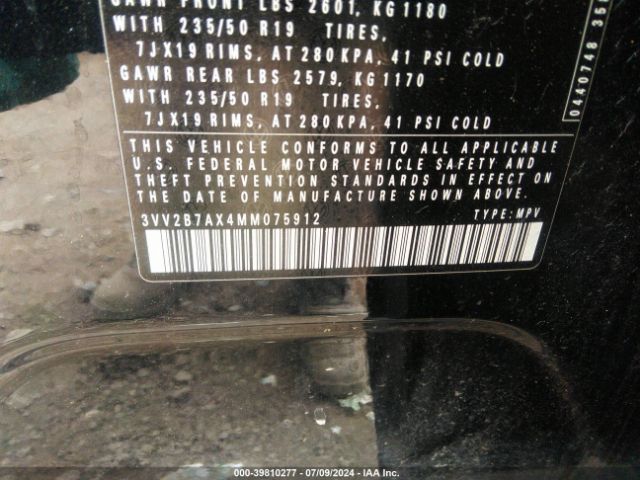 GAWR FRONT LBS 2601, KG 1180
WITH 235/50 R19 TIRES,
7JX19 RIMS, AT 280 KPA, 41 PSI COLD
GAWR REAR LBS 2579, KG 1170
WITH 235/50 R19 TIRES,
7JX19 RIMS, AT 280 KPA, 41 PSI COLD
THIS VEHICLE CONFORMS TO ALL APPLICABLE
U.S. FEDERAL MOTOR VEHICLE SAFETY AND
THEFT PREVENTION STANDARDS IN EFFECT ON
THE DATE OF MANUFACTURE SHOWN ABOVE.
3VV2B7AX4MM075912 TYPE:MPV
0440748
000-39810277 - 07/09/2024 - IAA Inc.